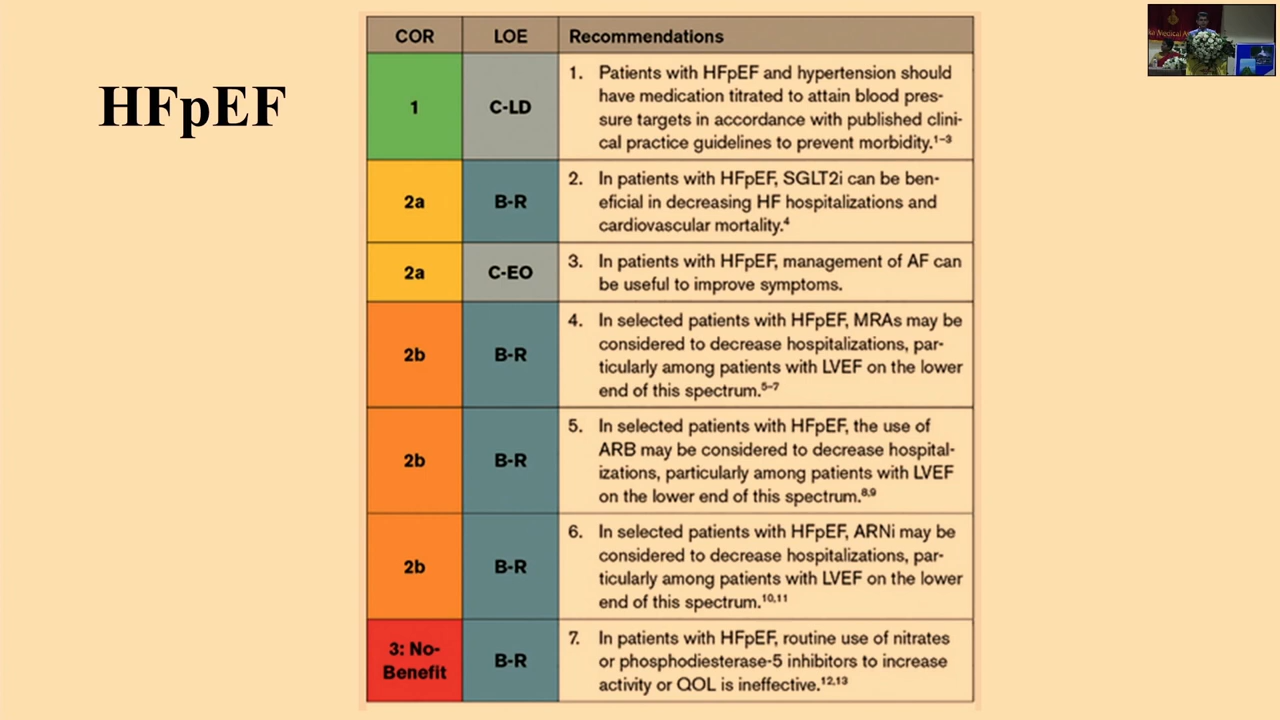 HFpEF
COR LOE Recommendations
1 C-LD 1. Patients with HFpEF and hypertension should
have medication titrated to attain blood pres-
sure targets in accordance with published clini-
cal practice guidelines to prevent morbidity.1–3
2a B-R 2. In patients with HFpEF, SGLT2i can be ben-
eficial in decreasing HF hospitalizations and
cardiovascular mortality.4
2a C-EO 3. In patients with HFpEF, management of AF can
be useful to improve symptoms.
2b B-R 4. In selected patients with HFpEF, MRAs may be
considered to decrease hospitalizations, par-
ticularly among patients with LVEF on the lower
end of this spectrum.5–7
2b B-R 5. In selected patients with HFpEF, the use of
ARB may be considered to decrease hospital-
izations, particularly among patients with LVEF
on the lower end of this spectrum.8,9
2b B-R 6. In selected patients with HFpEF, ARNi may be
considered to decrease hospitalizations, par-
ticularly among patients with LVEF on the lower
end of this spectrum.10,11
3: No-
Benefit B-R 7. In patients with HFpEF, routine use of nitrates
or phosphodiesterase-5 inhibitors to increase
activity or QOL is ineffective.12,13
Medical